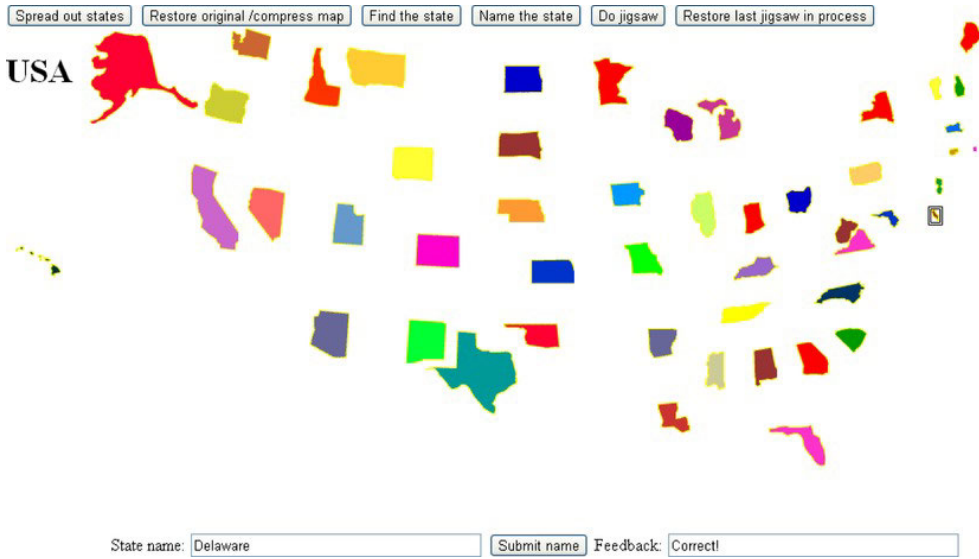 Spread out states Restore original /compress map Find the state Name the state Do jigsaw Restore last jigsaw in process
USA
State name: Delaware Submit name Feedback: Correct!